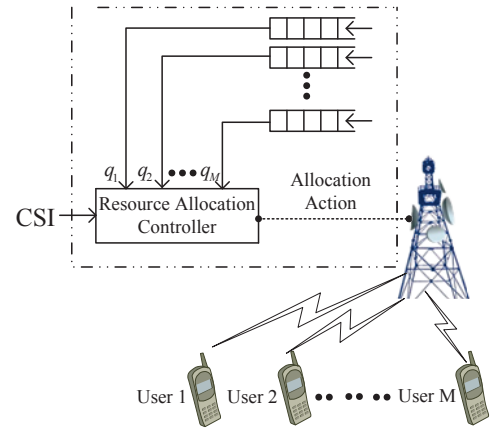 q1 q2 qM
Allocation
Action
CSI
Resource Allocation
Controller
User 1
User 2
User M